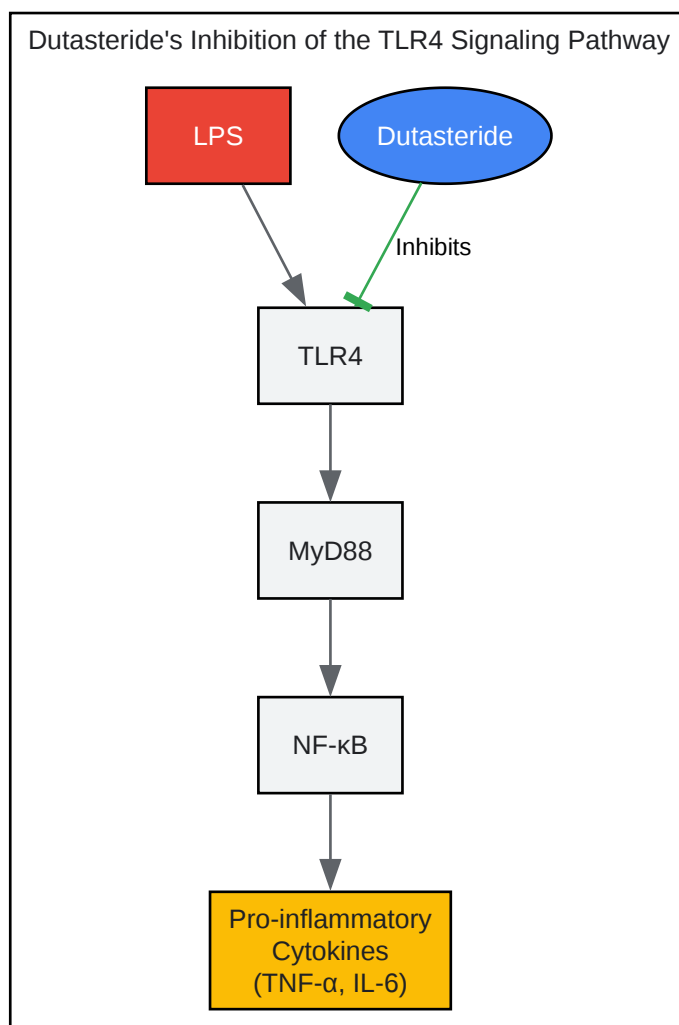 Dutasteride's Inhibition of the TLR4 Signaling Pathway
LPS
Dutasteride
Inhibits
TLR4
MyD88
NF-κB
Pro-inflammatory
Cytokines
(TNF-α, IL-6)